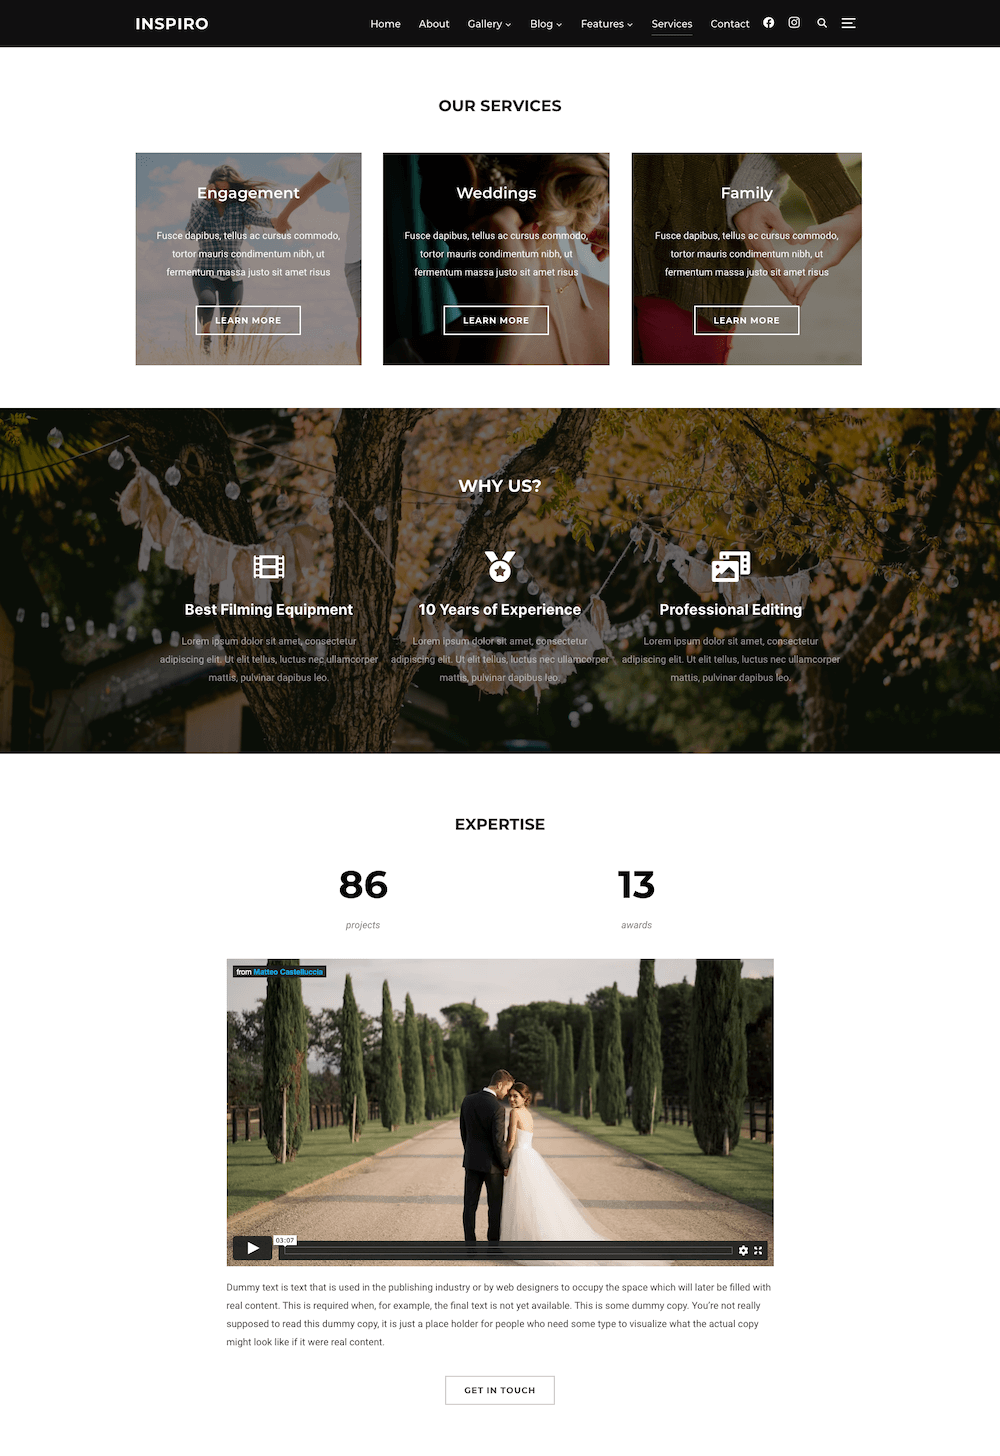 INSPIRO
Home About Gallery Blog Features Services Contact
OUR SERVICES
Engagement
Fusce dapibus, tellus ac cursus commodo,
tortor mauris condimentum nibh, ut
fermentum massa justo sit amet risus
LEARN MORE
Weddings
Fusce dapibus, tellus ac cursus commodo,
tortor mauris condimentum nibh, ut
fermentum massa justo sit amet risus
LEARN MORE
Family
Fusce dapibus, tellus ac cursus commodo,
tortor mauris condimentum nibh, ut
fermentum massa justo sit amet risus
LEARN MORE
WHY US?
Best Filming Equipment
Lorem ipsum dolor sit amet, consectetur
adipiscing elit. Ut elit tellus, luctus nec ullamcorper
mattis, pulvinar dapibus leo.
10 Years of Experience
Lorem ipsum dolor sit amet, consectetur
adipiscing elit. Ut elit tellus, luctus nec ullamcorper
mattis, pulvinar dapibus leo.
Professional Editing
Lorem ipsum dolor sit amet, consectetur
adipiscing elit. Ut elit tellus, luctus nec ullamcorper
mattis, pulvinar dapibus leo.
EXPERTISE
86
projects
13
awards
from Matteo Castelluccia
03:07
Dummy text is text that is used in the publishing industry or by web designers to occupy the space which will later be filled with
real content. This is required when, for example, the final text is not yet available. This is some dummy copy. You’re not really
supposed to read this dummy copy, it is just a place holder for people who need some type to visualize what the actual copy
might look like if it were real content.
GET IN TOUCH